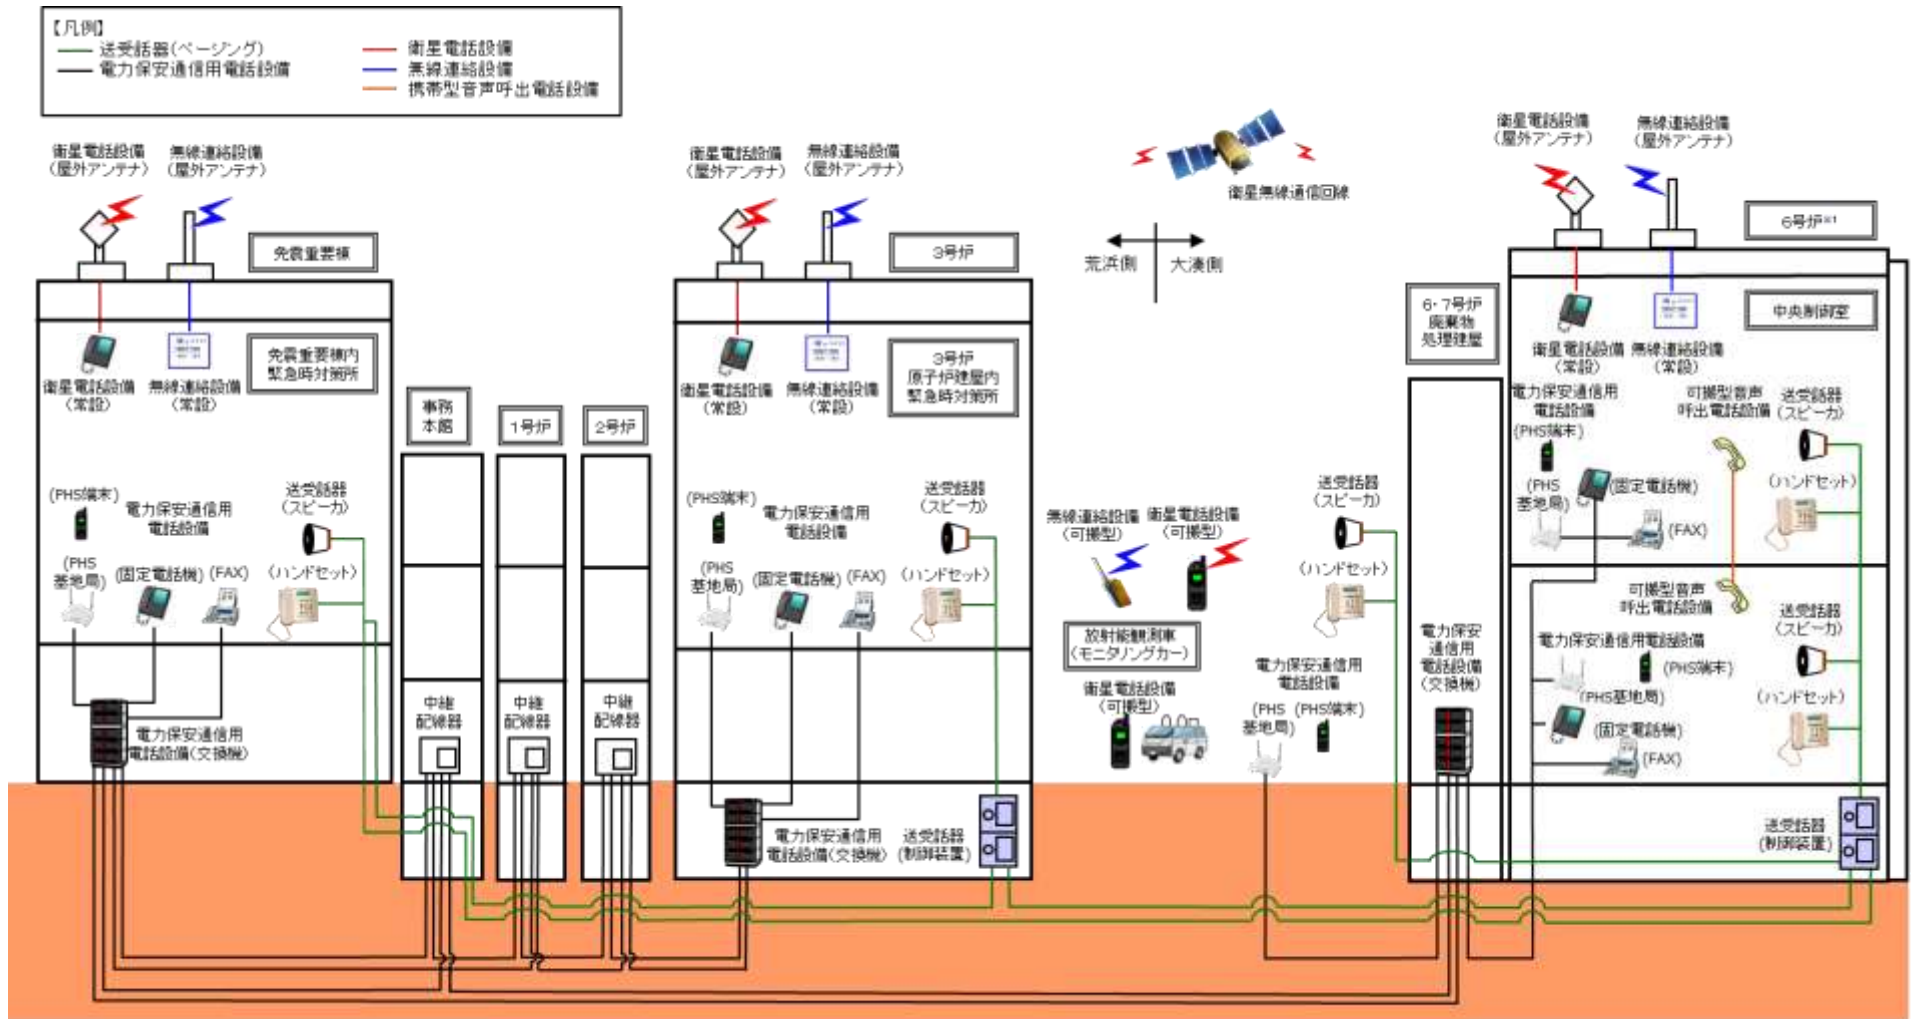 【凡例】
送受話器(ページング)
電力保安通信用電話設備
衛星電話設備
無線連絡設備
携帯型音声呼出電話設備
衛星電話設備
(屋外アンテナ)
無線連絡設備
(屋外アンテナ)
免震重要棟
衛星電話設備
(常設)
無線連絡設備
(常設)
免震重要棟内
緊急時対策所
(PHS端末)
電力保安通信用
電話設備
送受話器
(スピーカ)
(PHS
基地局)
(固定電話機)
(FAX)
(ハンドセット)
電力保安通信用
電話設備(交換機)
事務
本館
1号炉
2号炉
中継
配線器
中継
配線器
中継
配線器
衛星電話設備
(屋外アンテナ)
無線連絡設備
(屋外アンテナ)
3号炉
衛星電話設備
(常設)
無線連絡設備
(常設)
3号炉
原子炉建屋内
緊急時対策所
(PHS端末)
電力保安通信用
電話設備
送受話器
(スピーカ)
(PHS
基地局)
(固定電話機)
(FAX)
(ハンドセット)
電力保安通信用
電話設備(交換機)
送受話器
(制御装置)
衛星無線通信回線
荒浜側
大湊側
無線連絡設備
(可搬型)
衛星電話設備
(可搬型)
放射能観測車
(モニタリングカー)
衛星電話設備
(可搬型)
送受話器
(スピーカ)
(ハンドセット)
電力保安通信用
電話設備
(PHS
基地局)
(PHS端末)
6・7号炉
廃棄物
処理建屋
電力保安
通信用
電話設備
(交換機)
衛星電話設備
(屋外アンテナ)
無線連絡設備
(屋外アンテナ)
6号炉※1
衛星電話設備
(常設)
無線連絡設備
(常設)
中央制御室
電力保安通信用
電話設備
(PHS端末)
可搬型音声
呼出電話設備
送受話器
(スピーカ)
(PHS
基地局)
(固定電話機)
(FAX)
(ハンドセット)
可搬型音声
呼出電話設備
送受話器
(スピーカ)
電力保安通信用電話設備
(PHS端末)
(PHS基地局)
(固定電話機)
(FAX)
(ハンドセット)
送受話器
(制御装置)